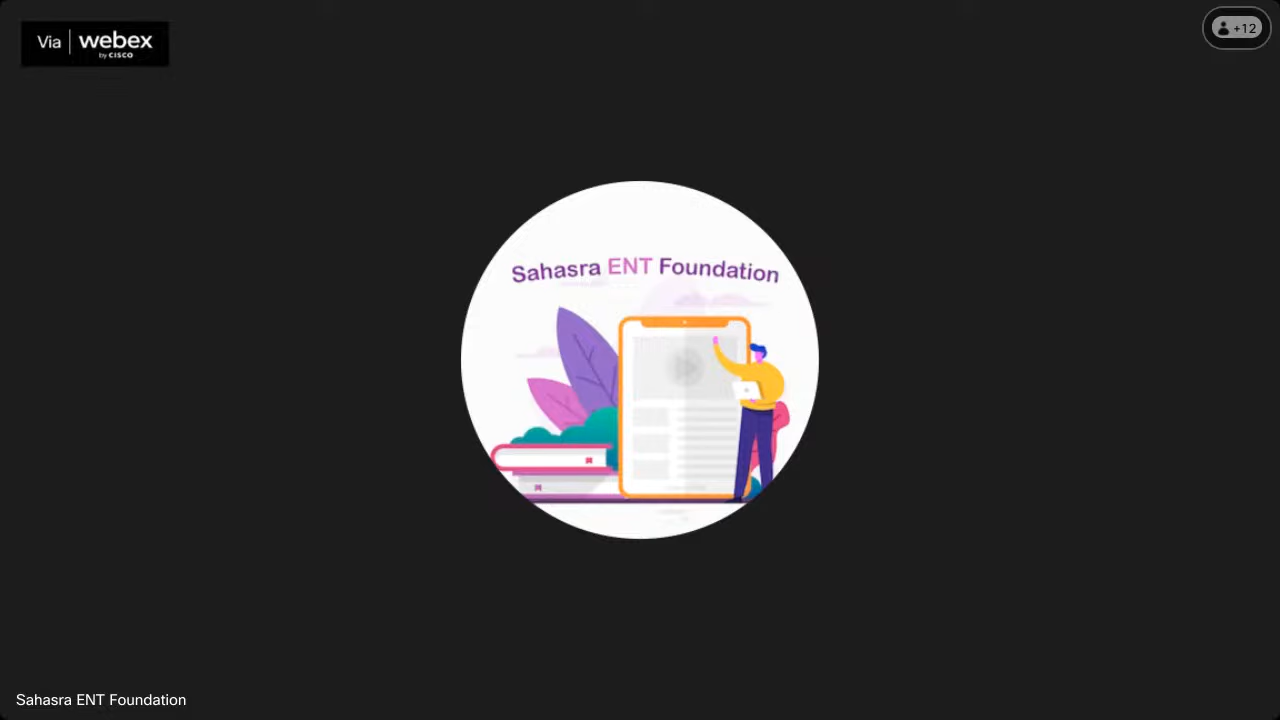 Via webex
by CISCO
+12
Sahasra ENT Foundation
Sahasra ENT Foundation